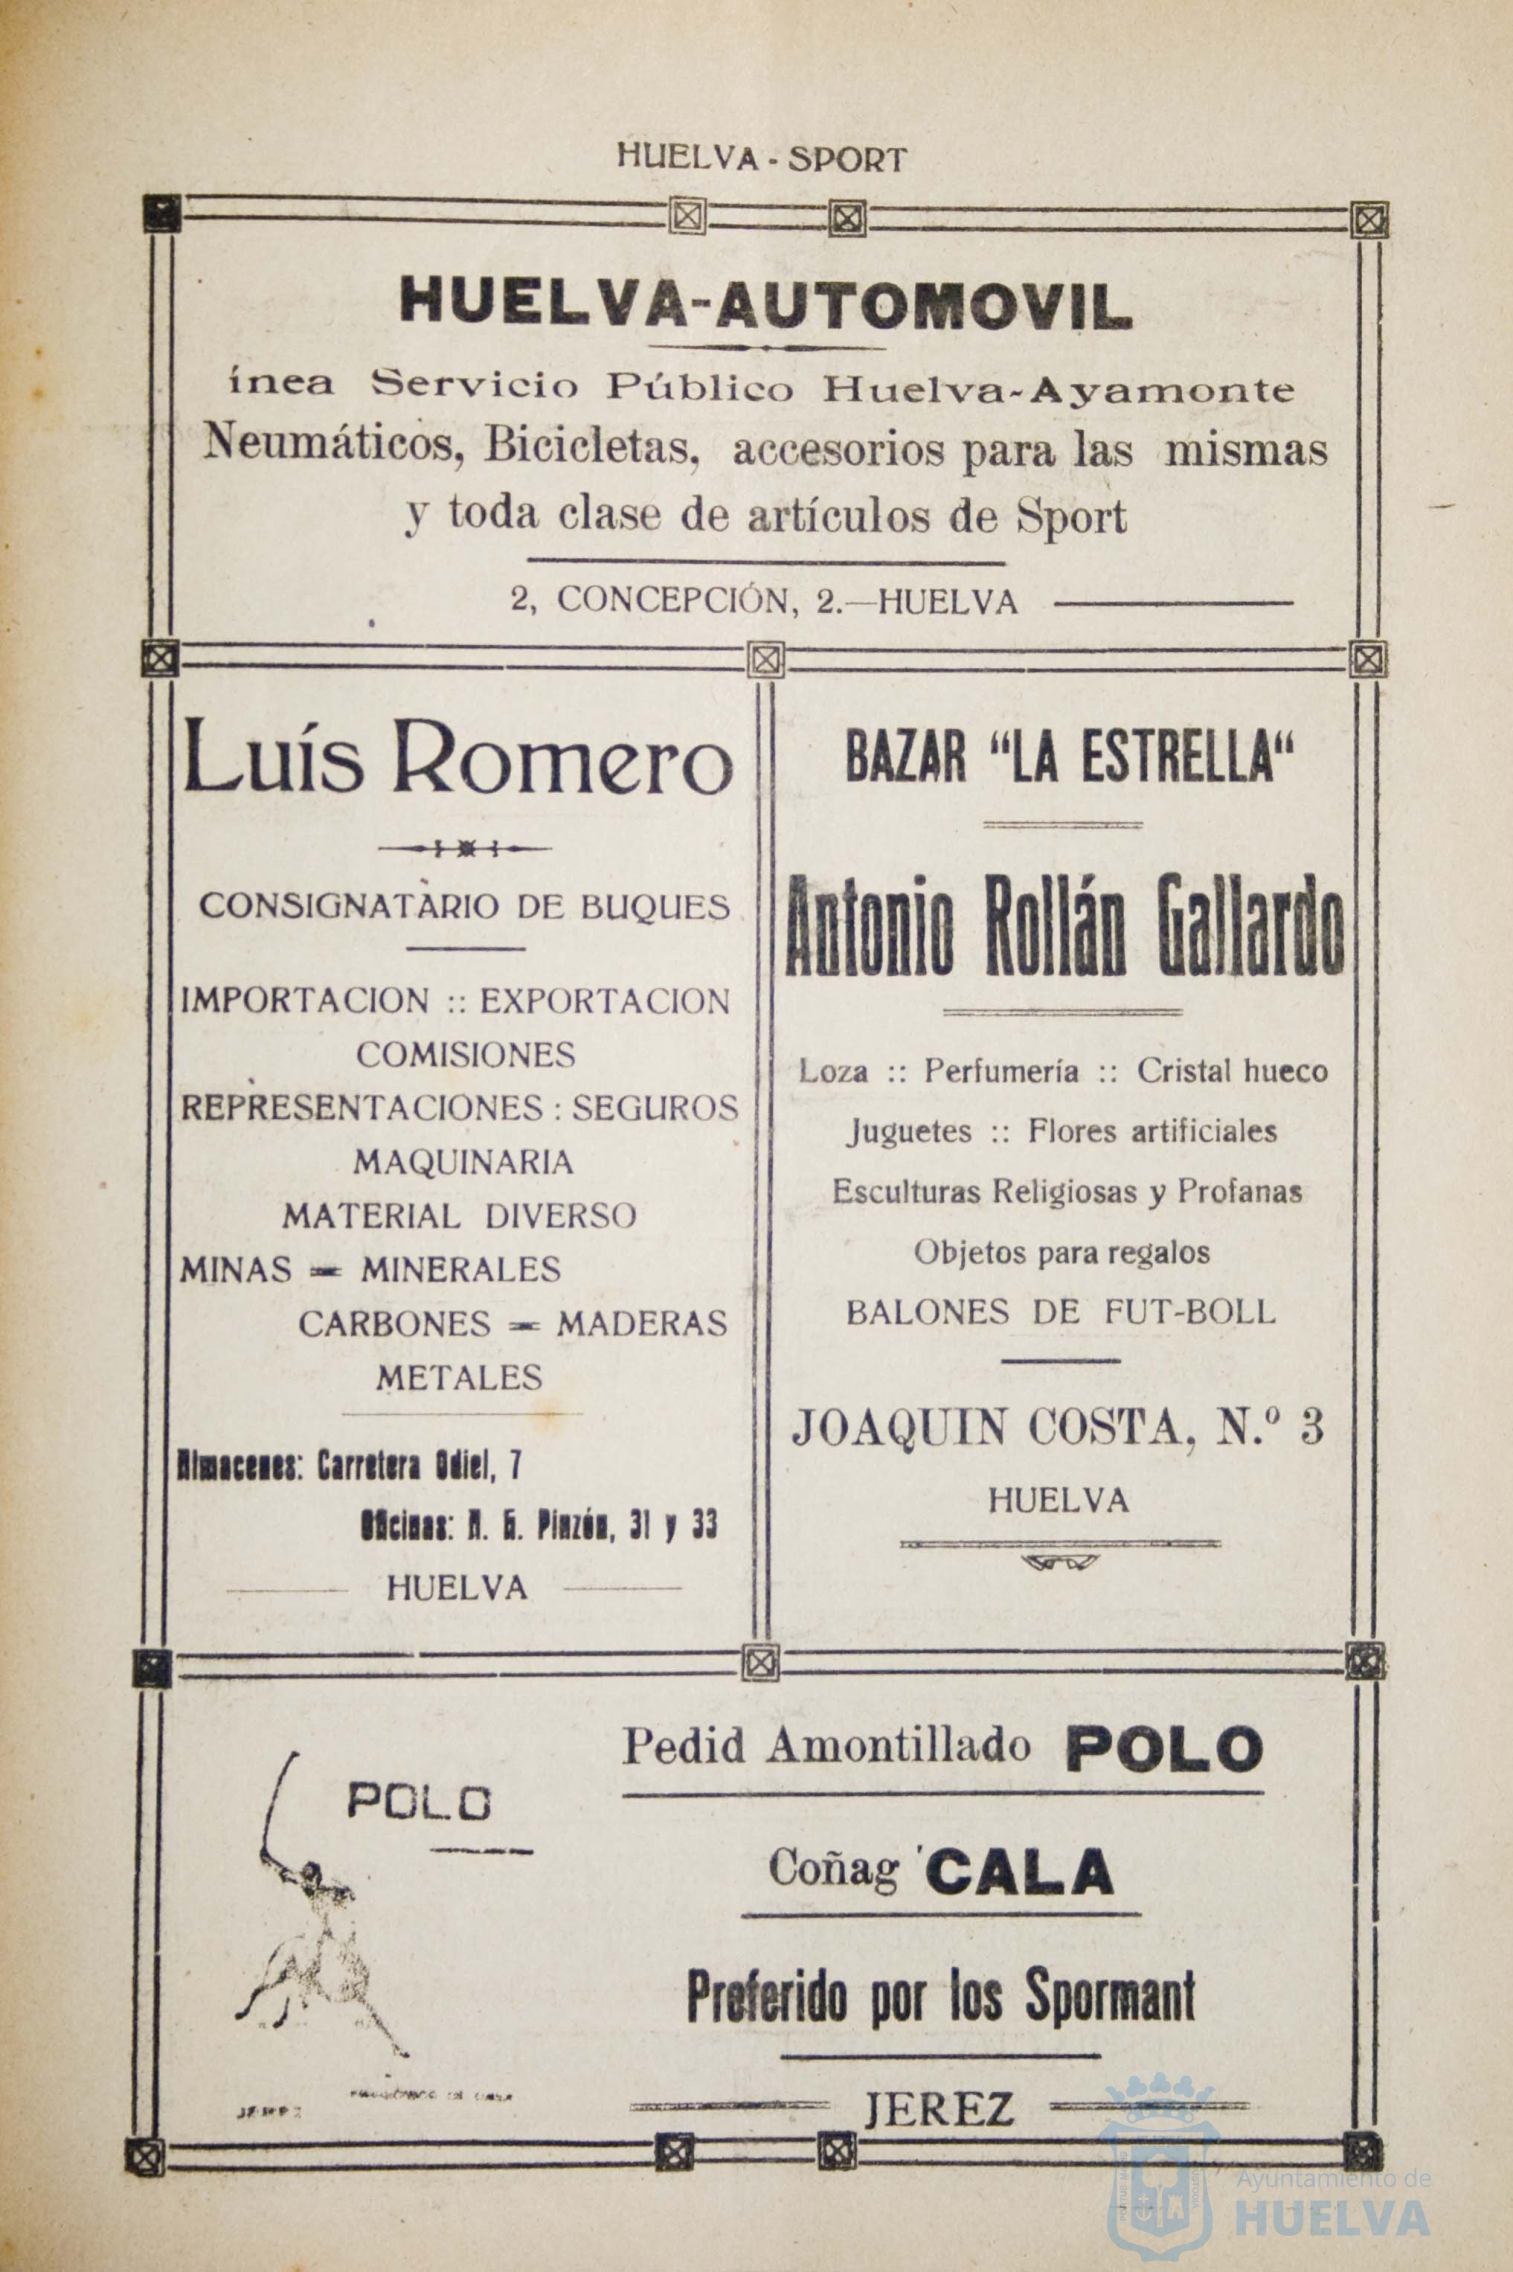 HUELVA - SPORT
HUELVA-AUTOMOVIL
ínea Servicio Público Huelva-Ayamonte
Neumáticos, Bicicletas, accesorios para las mismas
y toda clase de artículos de Sport
2, CONCEPCIÓN, 2.—HUELVA
Luís Romero
CONSIGNATARIO DE BUQUES
IMPORTACION :: EXPORTACION
COMISIONES
REPRESENTACIONES : SEGUROS
MAQUINARIA
MATERIAL DIVERSO
MINAS = MINERALES
CARBONES = MADERAS
METALES
Almacenes: Carretera Odiel, 7
Oficinas: A. G. Pinzón, 31 y 33
HUELVA
BAZAR “LA ESTRELLA“
Antonio Rollán Gallardo
Loza :: Perfumería :: Cristal hueco
Juguetes :: Flores artificiales
Esculturas Religiosas y Profanas
Objetos para regalos
BALONES DE FUT-BOLL
JOAQUIN COSTA, N.º 3
HUELVA
POLO
JEREZ
Pedid Amontillado POLO
Coñag CALA
Preferido por los Spormant
JEREZ
Ayuntamiento de
HUELVA